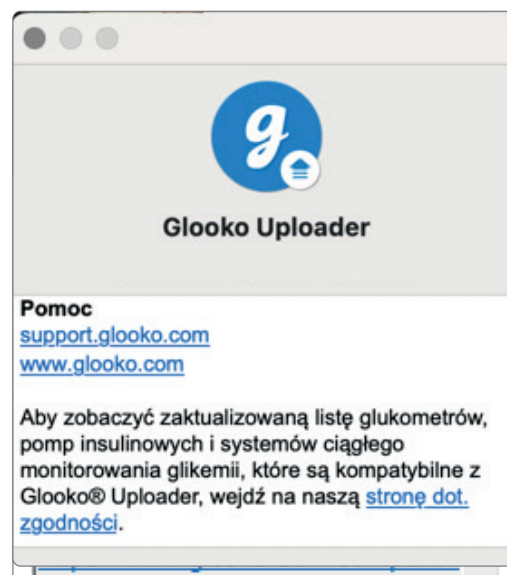 g
Glooko Uploader
Pomoc
support.glooko.com
www.glooko.com
Aby zobaczyć zaktualizowaną listę glukometrów,
pomp insulinowych i systemów ciągłego
monitorowania glikemii, które są kompatybilne z
Glooko® Uploader, wejdź na naszą stronę dot.
zgodności.